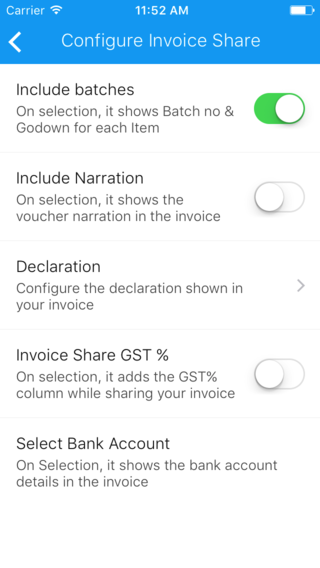 Carrier 11:52 AM
Configure Invoice Share
Include batches
On selection, it shows Batch no &
Godown for each Item
Include Narration
On selection, it shows the
voucher narration in the invoice
Declaration
Configure the declaration shown in
your invoice
Invoice Share GST %
On selection, it adds the GST%
column while sharing your invoice
Select Bank Account
On Selection, it shows the bank account
details in the invoice